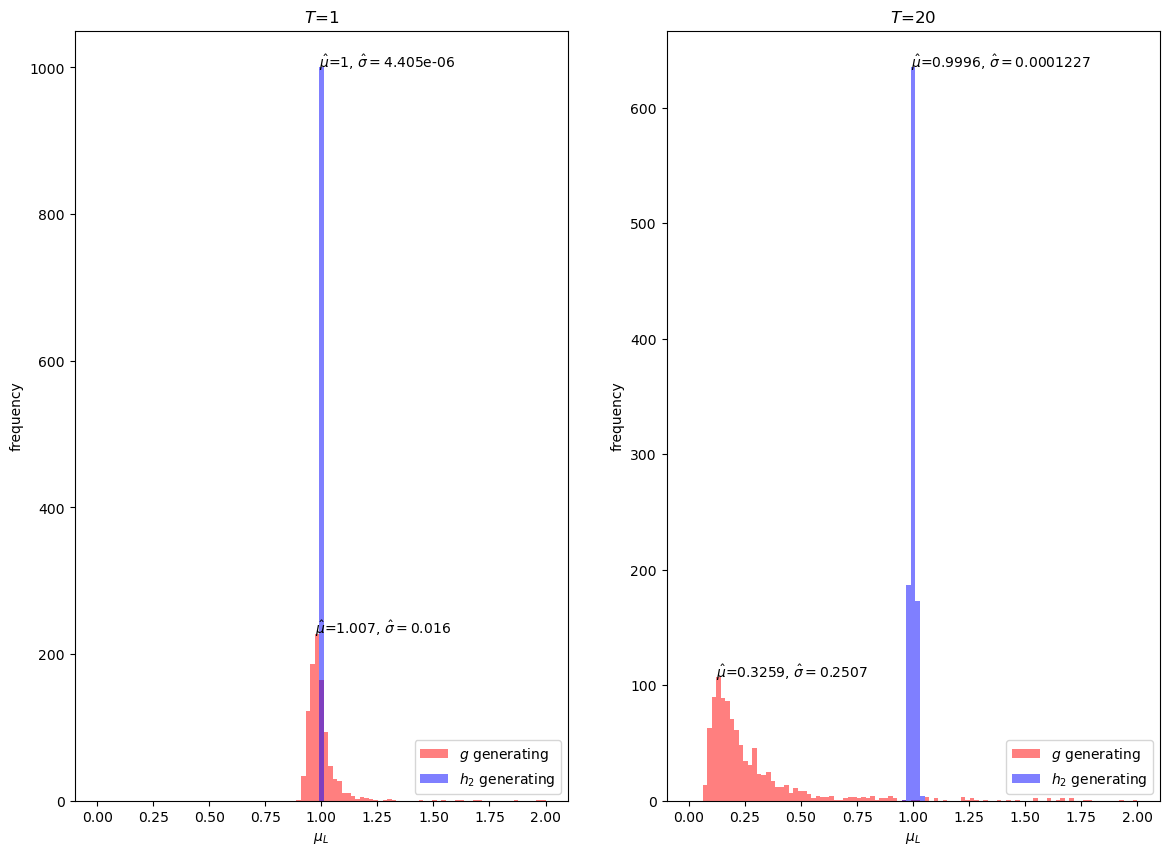 T=1
μ̂=1, σ̂ = 4.405e-06
μ̂=1.007, σ̂ = 0.016
frequency
1000
800
600
400
200
0
0.00 0.25 0.50 0.75 1.00 1.25 1.50 1.75 2.00
μ_L
g generating
h₂ generating
T=20
μ̂=0.9996, σ̂ = 0.0001227
μ̂=0.3259, σ̂ = 0.2507
frequency
600
500
400
300
200
100
0
0.00 0.25 0.50 0.75 1.00 1.25 1.50 1.75 2.00
μ_L
g generating
h₂ generating